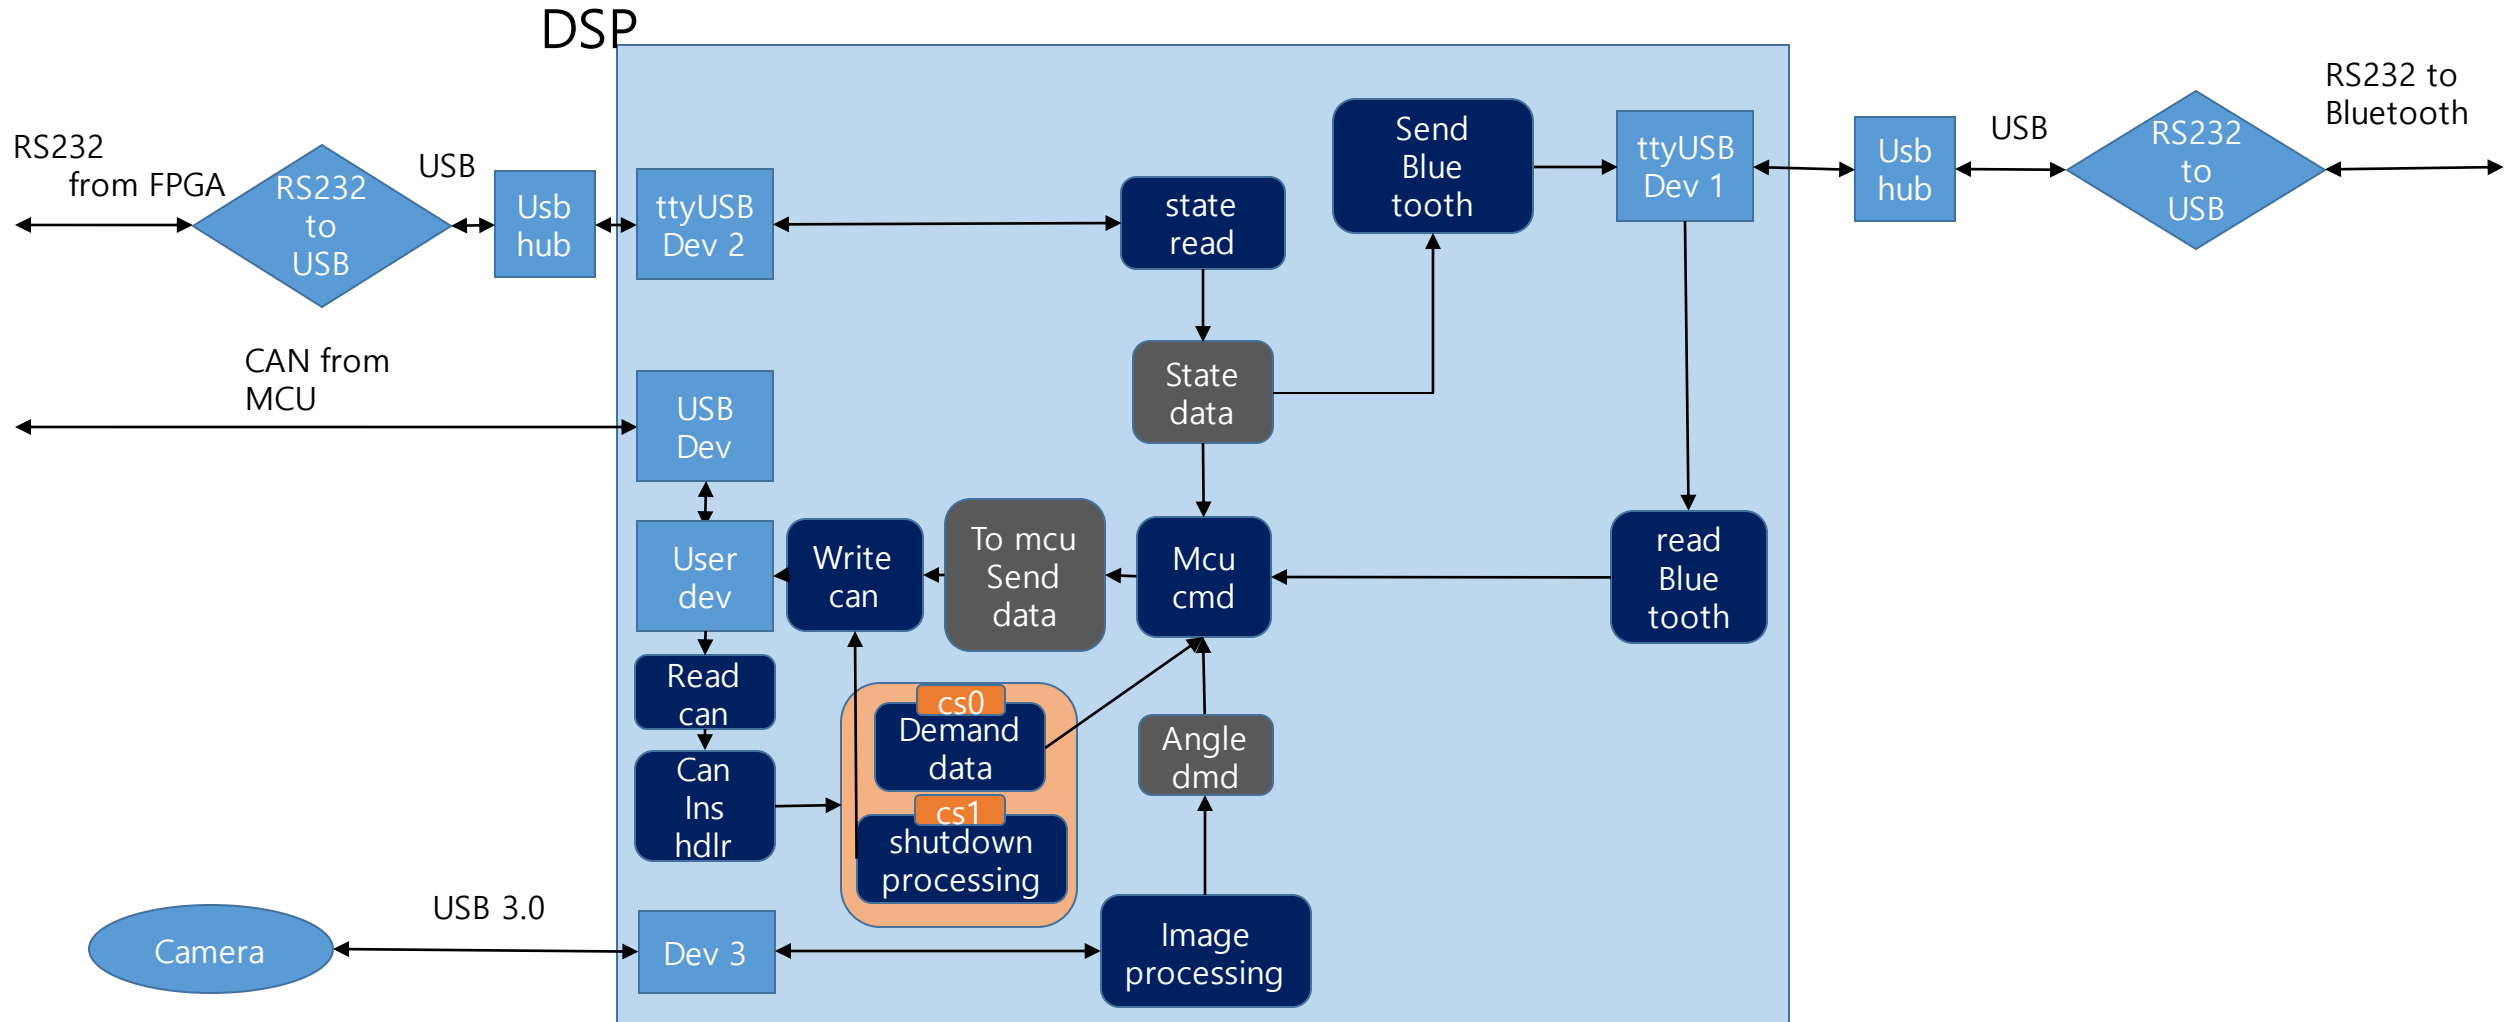 DSP
RS232
from FPGA
RS232
to
USB
USB
Usb
hub
ttyUSB
Dev 2
state
read
Send
Blue
tooth
ttyUSB
Dev 1
Usb
hub
USB
RS232
to
USB
RS232 to
Bluetooth
CAN from
MCU
USB
Dev
State
data
User
dev
Write
can
To mcu
Send
data
Mcu
cmd
read
Blue
tooth
Read
can
Can
Ins
hdlr
cs0
Demand
data
cs1
shutdown
processing
Angle
dmd
Camera
USB 3.0
Dev 3
Image
processing